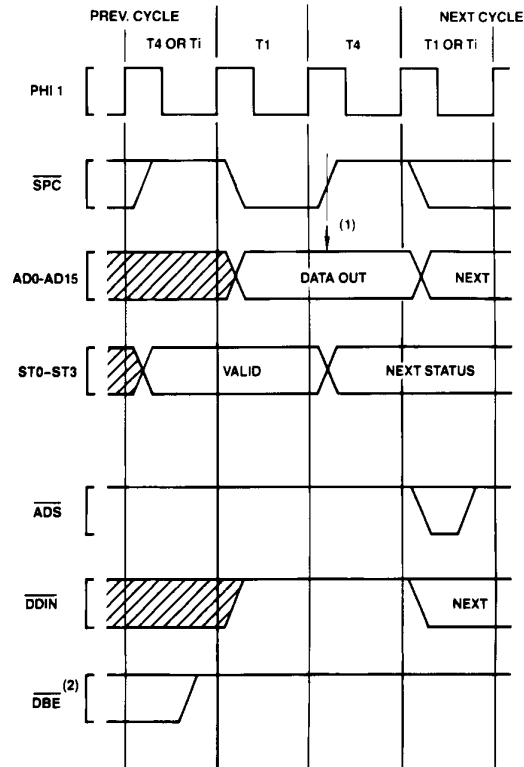 PREV. CYCLE NEXT CYCLE
T4 OR Ti T1 T4 T1 OR Ti
PHI 1
SPC
(1)
AD0-AD15 DATA OUT NEXT
ST0-ST3 VALID NEXT STATUS
ADS
DDIN NEXT
DBE (2)